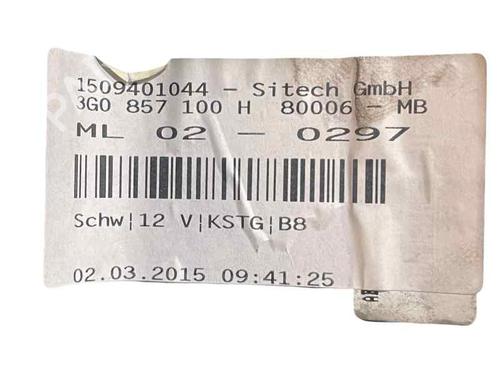 1509401044 - Sitech GmbH
3G0 857 100 H 80006 - MB
ML 02 - 0297
Schw¦12 V¦KSTG¦B8
02.03.2015 09:41:25